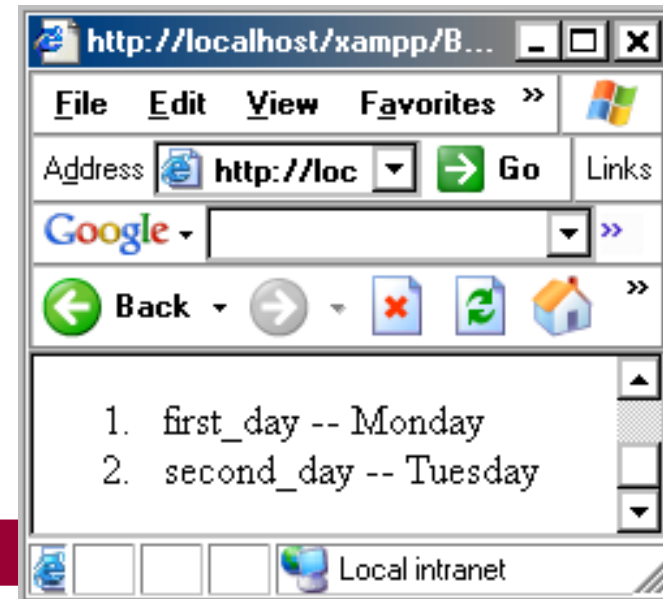 http://localhost/xampp/B...
File Edit View Favorites »
Address http://loc Go Links
Google »
Back »
1. first_day -- Monday
2. second_day -- Tuesday
Local intranet